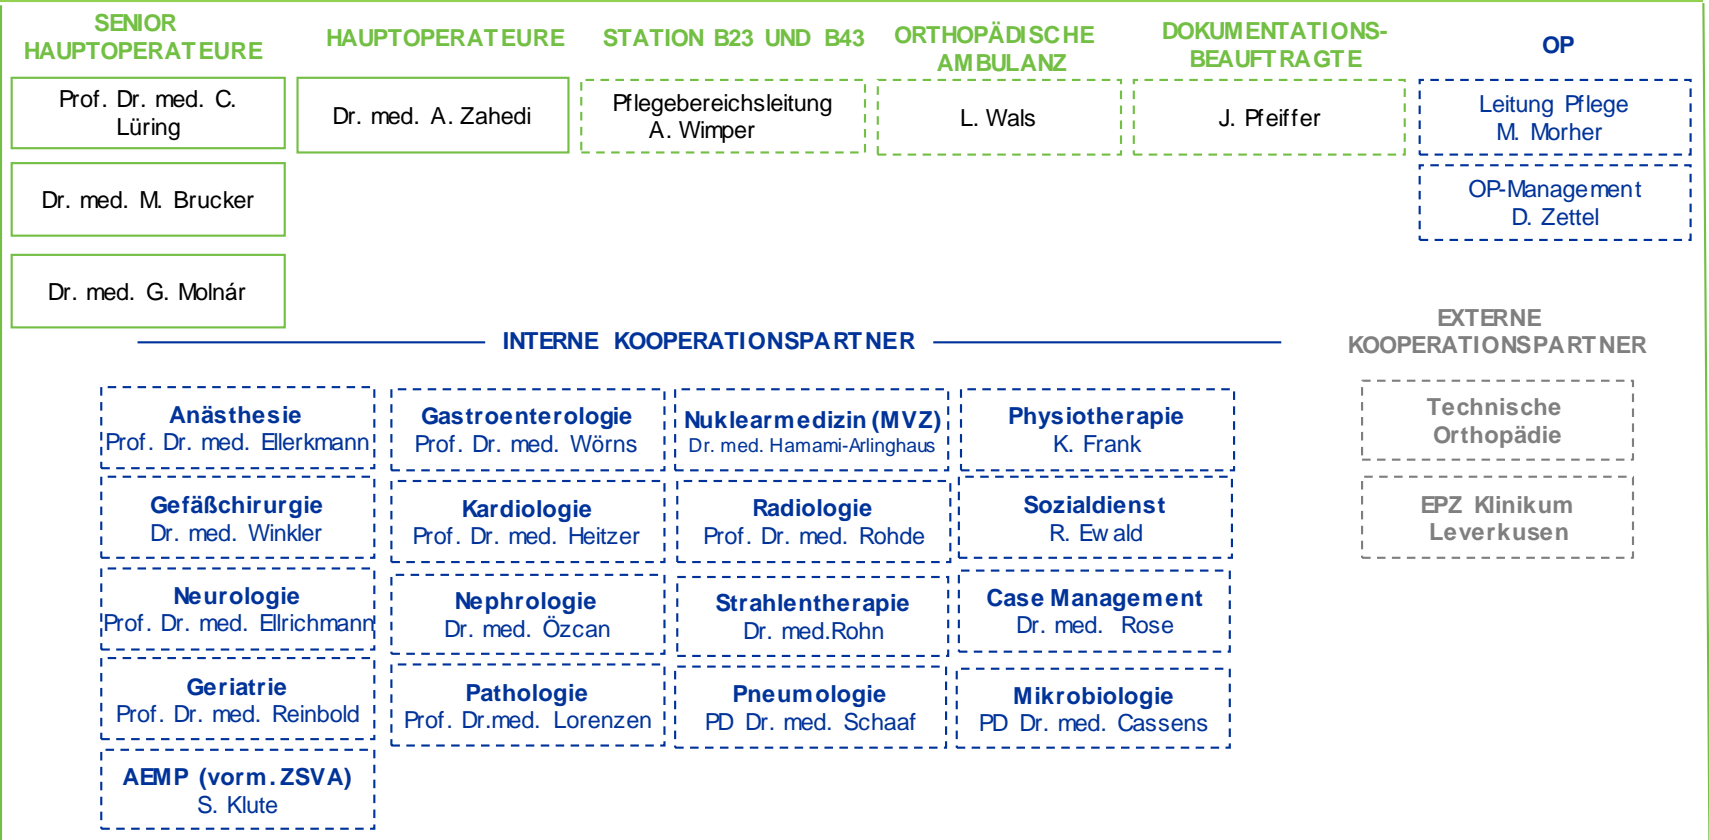 SENIOR
HAUPTOPERATEURE
Prof. Dr. med. C.
Lüring
Dr. med. M. Brucker
Dr. med. G. Molnár
HAUPTOPERATEURE
Dr. med. A. Zahedi
STATION B23 UND B43
Pflegebereichsleitung
A. Wimper
ORTHOPÄDISCHE
AMBULANZ
L. Wals
DOKUMENTATIONS-
BEAUFTRAGTE
J. Pfeiffer
OP
Leitung Pflege
M. Morher
OP-Management
D. Zettel
INTERNE KOOPERATIONSPARTNER
Anästhesie
Prof. Dr. med. Ellerkmann
Gefäßchirurgie
Dr. med. Winkler
Neurologie
Prof. Dr. med. Ellrichmann
Geriatrie
Prof. Dr. med. Reinbold
AEMP (vorm. ZSVA)
S. Klute
Gastroenterologie
Prof. Dr. med. Wörns
Kardiologie
Prof. Dr. med. Heitzer
Nephrologie
Dr. med. Özcan
Pathologie
Prof. Dr.med. Lorenzen
Nuklearmedizin (MVZ)
Dr. med. Hamami-Arlinghaus
Radiologie
Prof. Dr. med. Rohde
Strahlentherapie
Dr. med.Rohn
Pneumologie
PD Dr. med. Schaaf
Physiotherapie
K. Frank
Sozialdienst
R. Ewald
Case Management
Dr. med. Rose
Mikrobiologie
PD Dr. med. Cassens
EXTERNE
KOOPERATIONSPARTNER
Technische
Orthopädie
EPZ Klinikum
Leverkusen